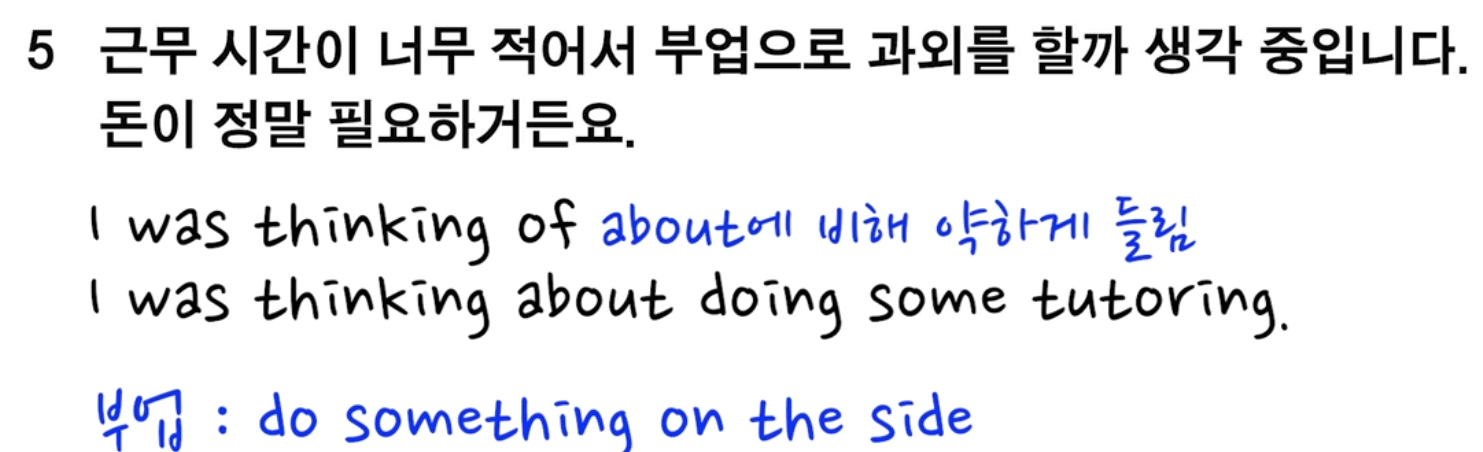 5 근무 시간이 너무 적어서 부업으로 과외를 할까 생각 중입니다.
돈이 정말 필요하거든요.
I was thinking of about에 비해 약하게 들림
I was thinking about doing some tutoring.
부업 : do something on the side